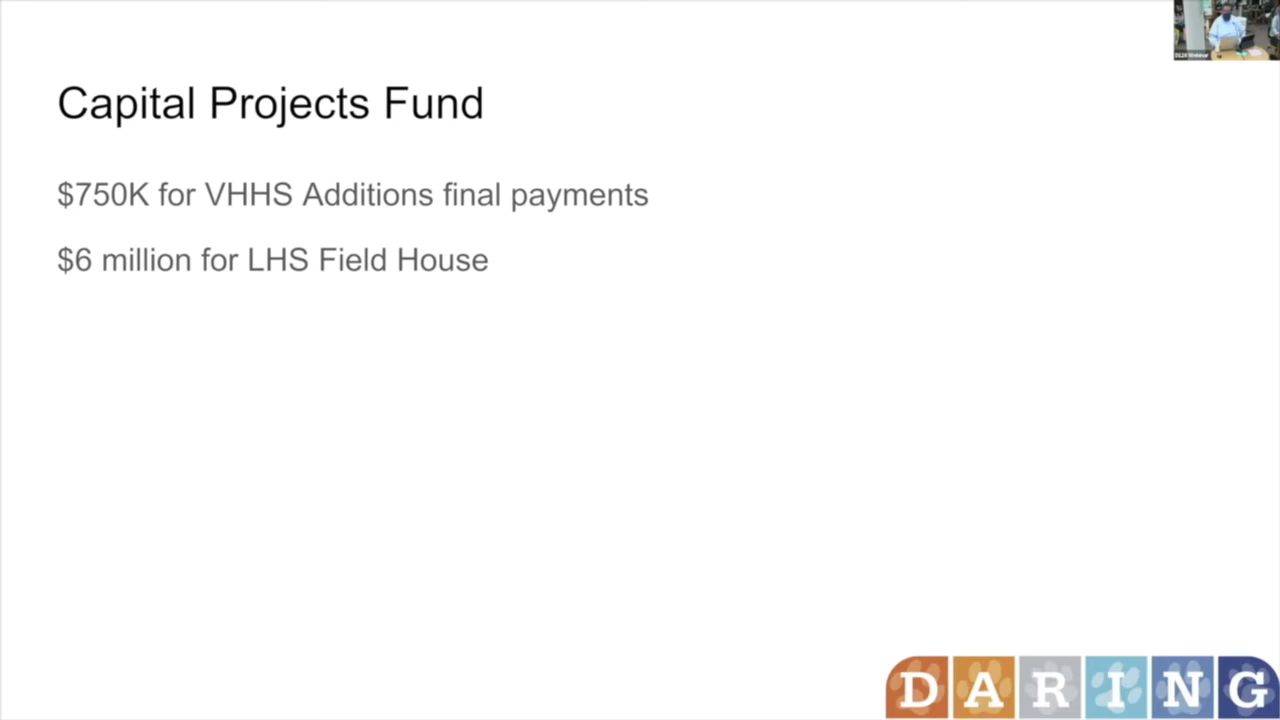 Capital Projects Fund
$750K for VHHS Additions final payments
$6 million for LHS Field House
DARING